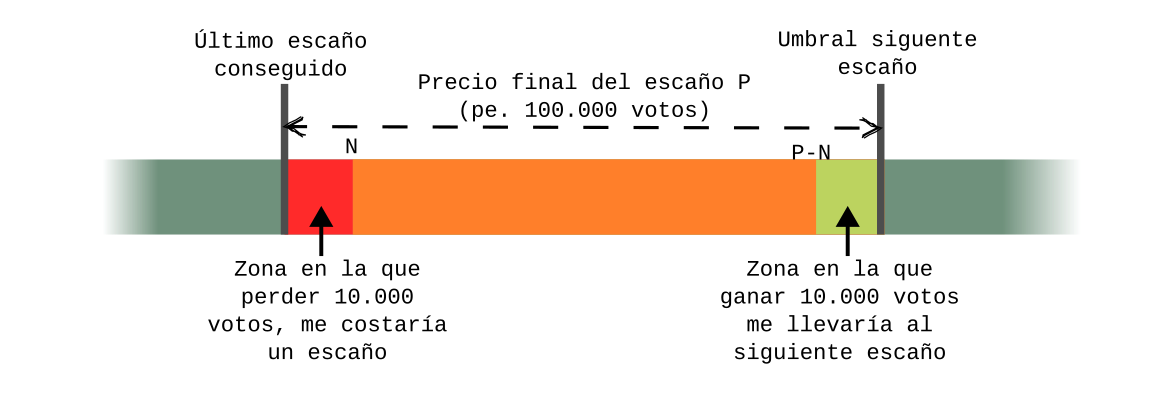 Último escaño
conseguido
Precio final del escaño P
(pe. 100.000 votos)
Umbral siguente
escaño
N
P-N
Zona en la que
perder 10.000
votos, me costaría
un escaño
Zona en la que
ganar 10.000 votos
me llevaría al
siguiente escaño